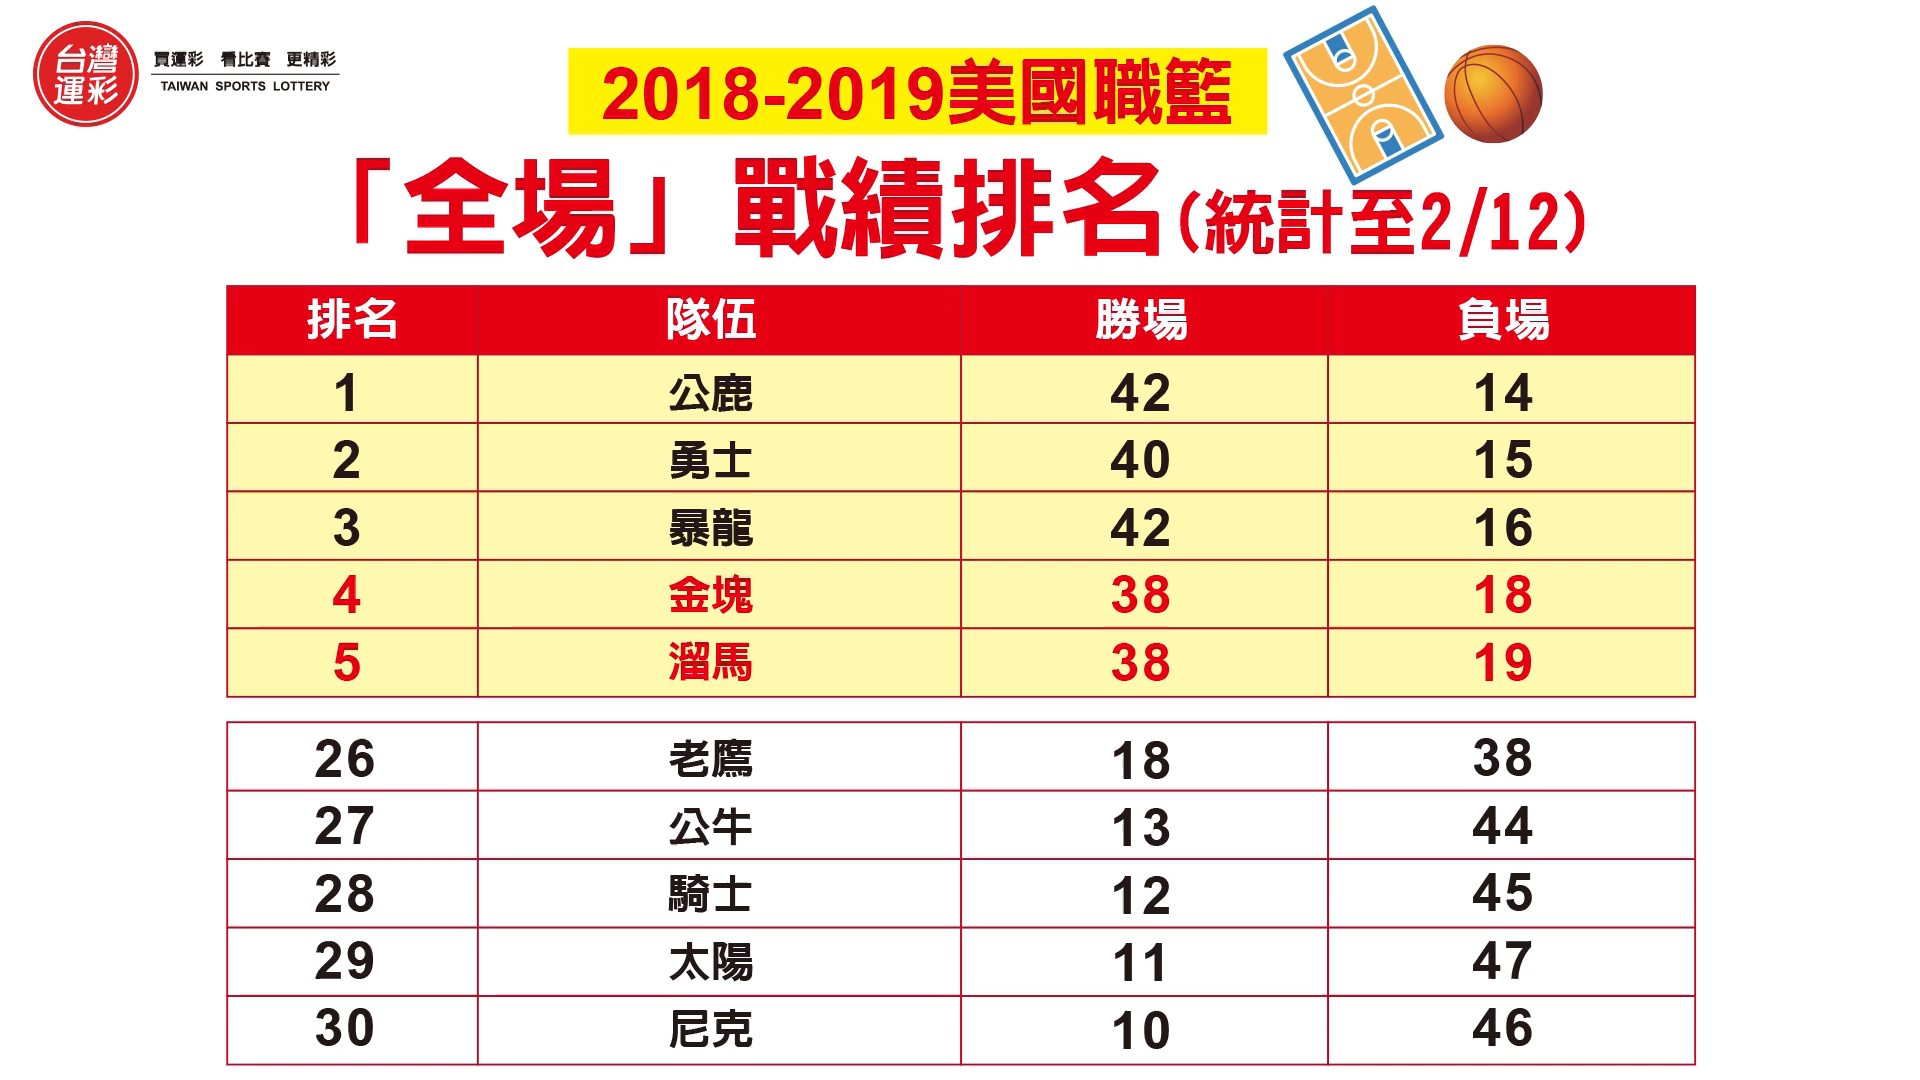 台灣
運彩
買運彩 看比賽 更精彩
TAIWAN SPORTS LOTTERY
2018-2019美國職籃
「全場」戰績排名(統計至2/12)
排名 隊伍 勝場 負場
1 公鹿 42 14
2 勇士 40 15
3 暴龍 42 16
4 金塊 38 18
5 溜馬 38 19
26 老鷹 18 38
27 公牛 13 44
28 騎士 12 45
29 太陽 11 47
30 尼克 10 46